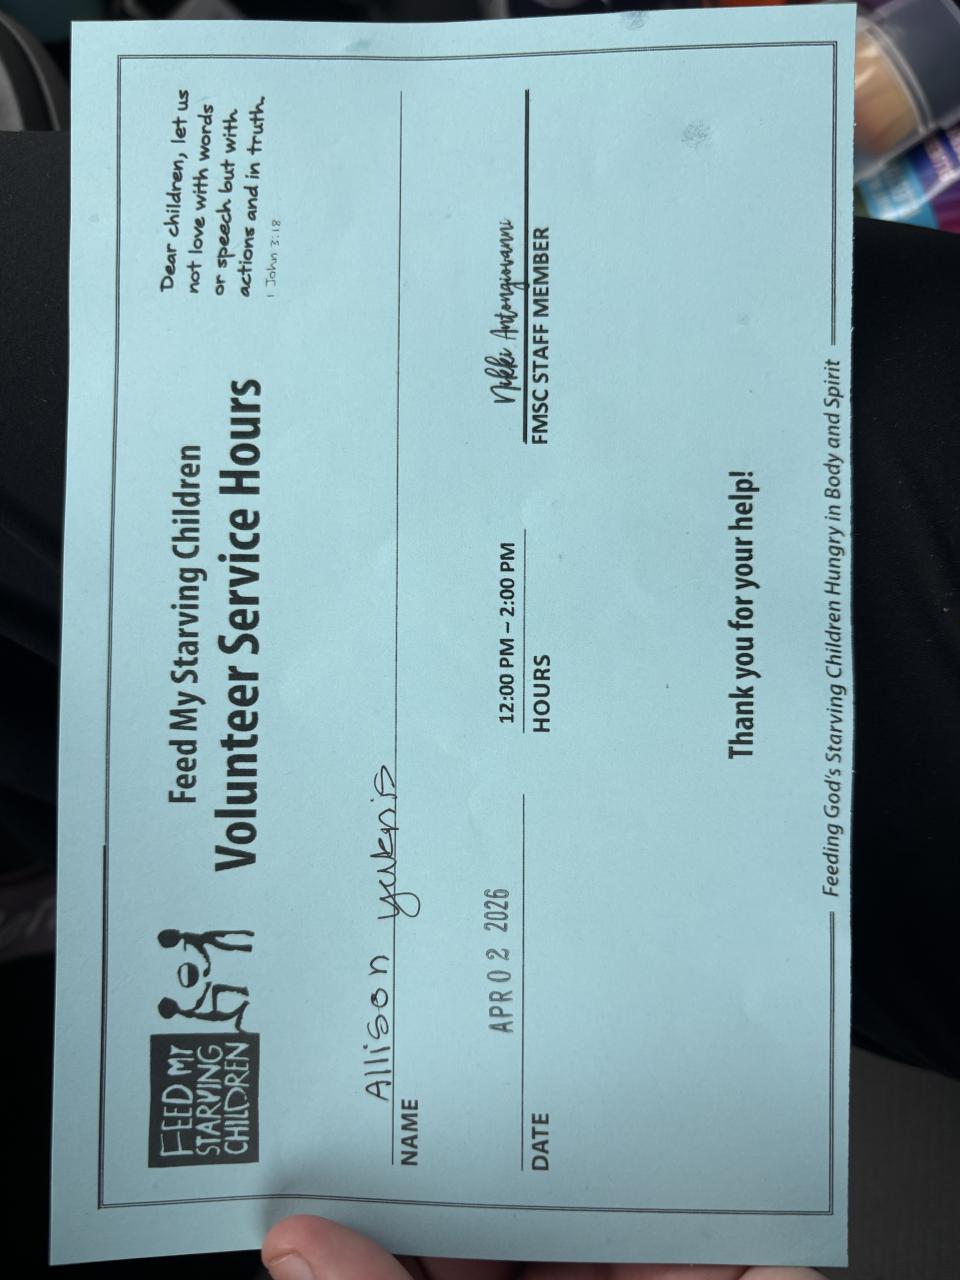 FEED MY
STARVING
CHILDREN
Feed My Starving Children
Volunteer Service Hours
Dear children, let us
not love with words
or speech but with
actions and in truth.
1 John 3:18
Allison
NAME
APR 02 2026
DATE
12:00 PM – 2:00 PM
HOURS
Nikki Antongiovanni
FMSC STAFF MEMBER
Thank you for your help!
Feeding God's Starving Children Hungry in Body and Spirit